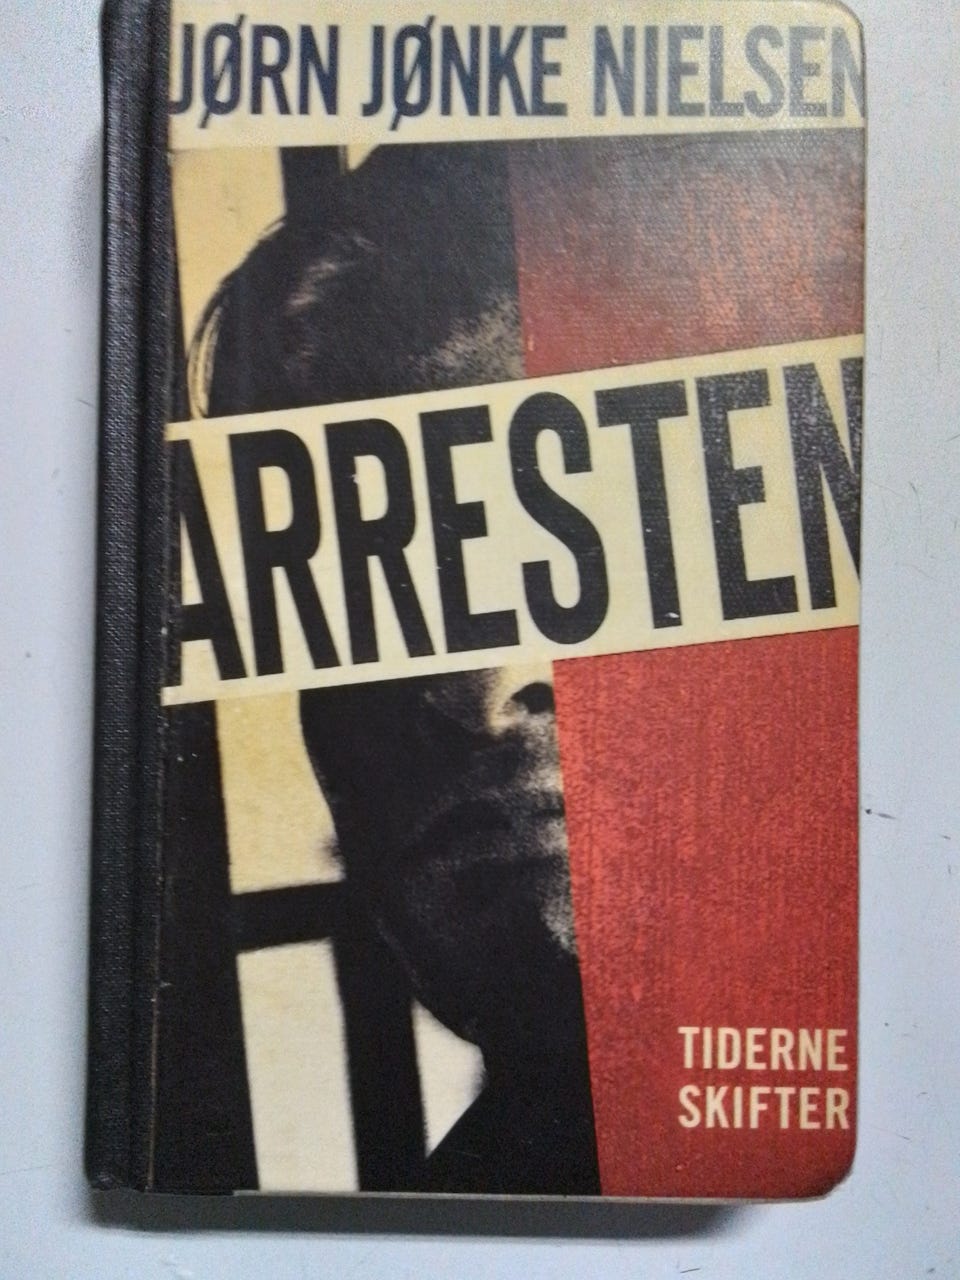 JØRN JØNKE NIELSEN
ARRESTEN
TIDERNE
SKIFTER